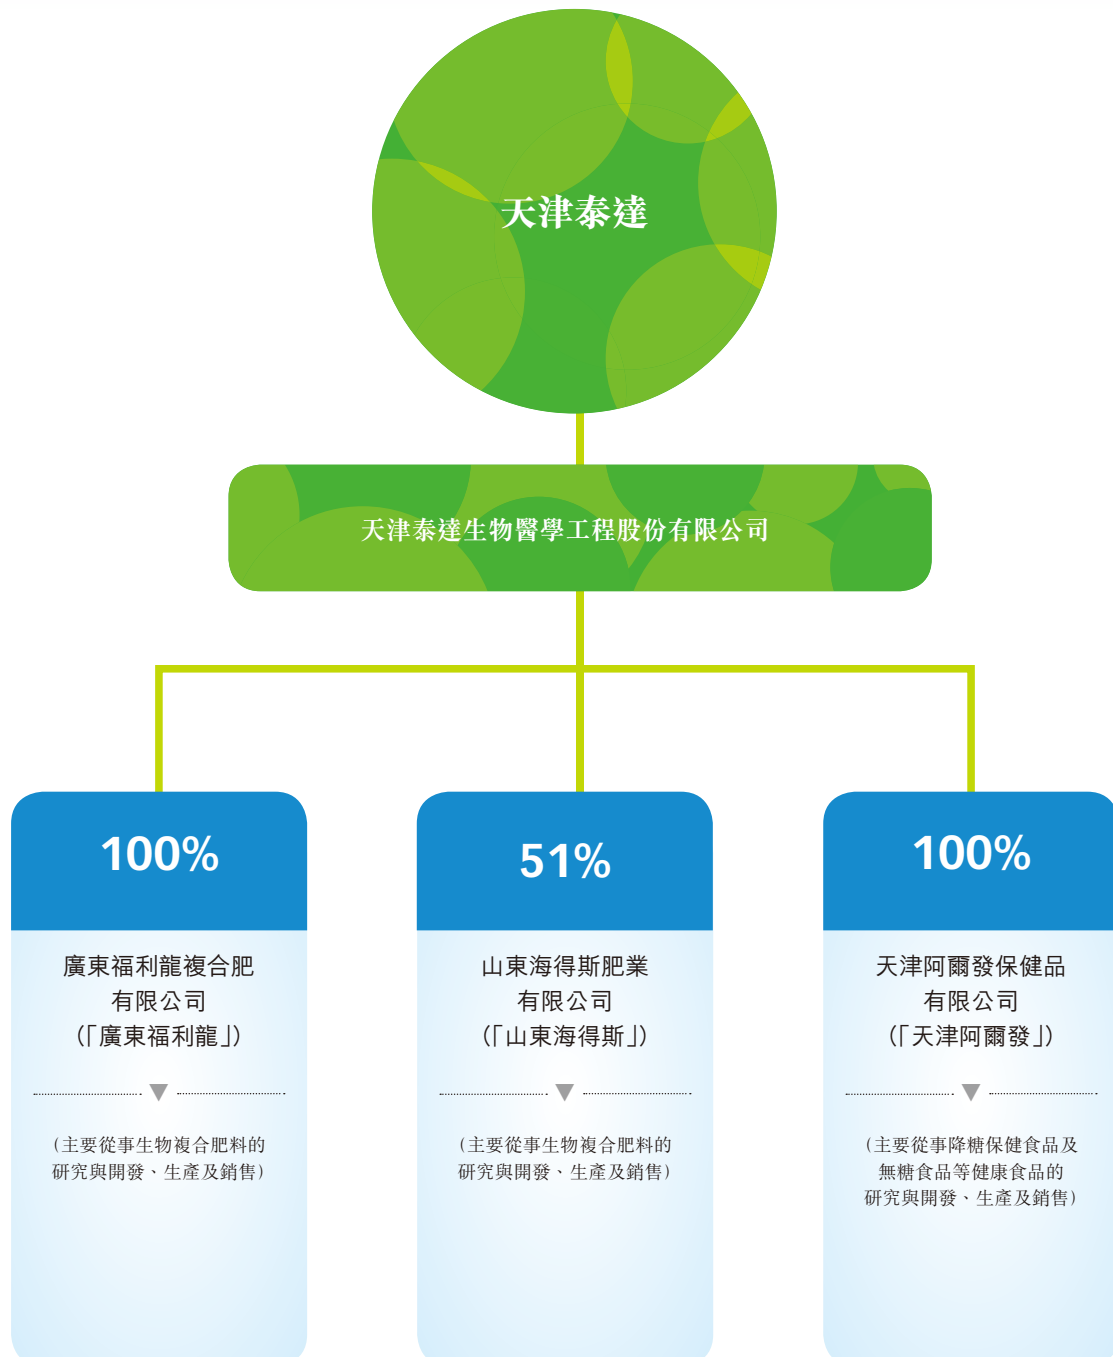 天津泰達
天津泰達生物醫學工程股份有限公司
100%
廣東福利龍複合肥
有限公司
(「廣東福利龍」)
(主要從事生物複合肥料的
研究與開發、生產及銷售)
51%
山東海得斯肥業
有限公司
(「山東海得斯」)
(主要從事生物複合肥料的
研究與開發、生產及銷售)
100%
天津阿爾發保健品
有限公司
(「天津阿爾發」)
(主要從事降糖保健食品及
無糖食品等健康食品的
研究與開發、生產及銷售)